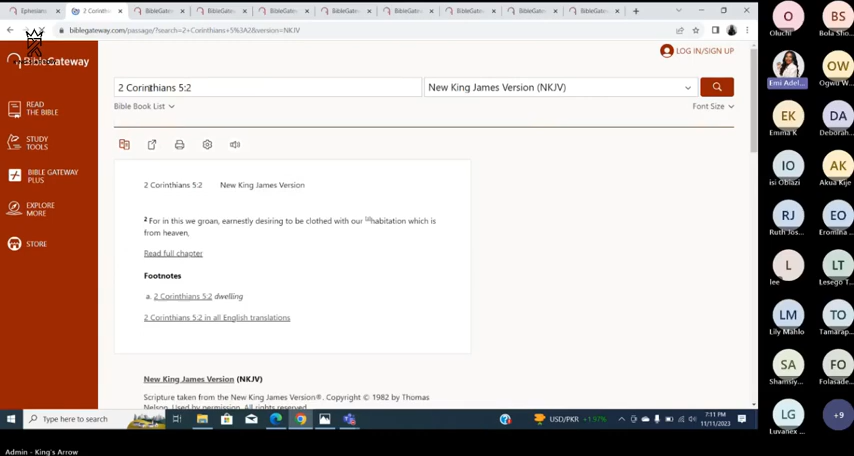 Ephesians
2 Corinth
BibleGatew
BibleGatew
BibleGatew
BibleGatew
BibleGatew
BibleGatew
BibleGatew
BibleGatew
biblegateway.com/passage/?search=2+Corinthians+5%3A2&version=NKJV
BibleGateway
LOG IN/SIGN UP
2 Corinthians 5:2
New King James Version (NKJV)
Bible Book List
Font Size
READ
THE BIBLE
STUDY
TOOLS
BIBLE GATEWAY
PLUS
EXPLORE
MORE
STORE
2 Corinthians 5:2 New King James Version
2 For in this we groan, earnestly desiring to be clothed with our [a]habitation which is
from heaven,
Read full chapter
Footnotes
a. 2 Corinthians 5:2 dwelling
2 Corinthians 5:2 in all English translations
New King James Version (NKJV)
Scripture taken from the New King James Version®. Copyright © 1982 by Thomas
Nelson. Used by permission. All rights reserved.
O
Oluchi
BS
Bola Sho...
Emi Adel...
OW
Ogwu W...
EK
Emma K
DA
Deborah...
IO
isi Obiazi
AK
Akua Kije...
RJ
Ruth Jos...
EO
Eromina ...
L
lee
LT
Lesego T...
LM
Lily Mahlo
TO
Tamarap...
SA
Shamsiy...
FO
Folasade...
LG
Luvanex ...
+9
Type here to search
USD/PKR +1.97%
7:11 PM
11/11/2023
Admin - King's Arrow